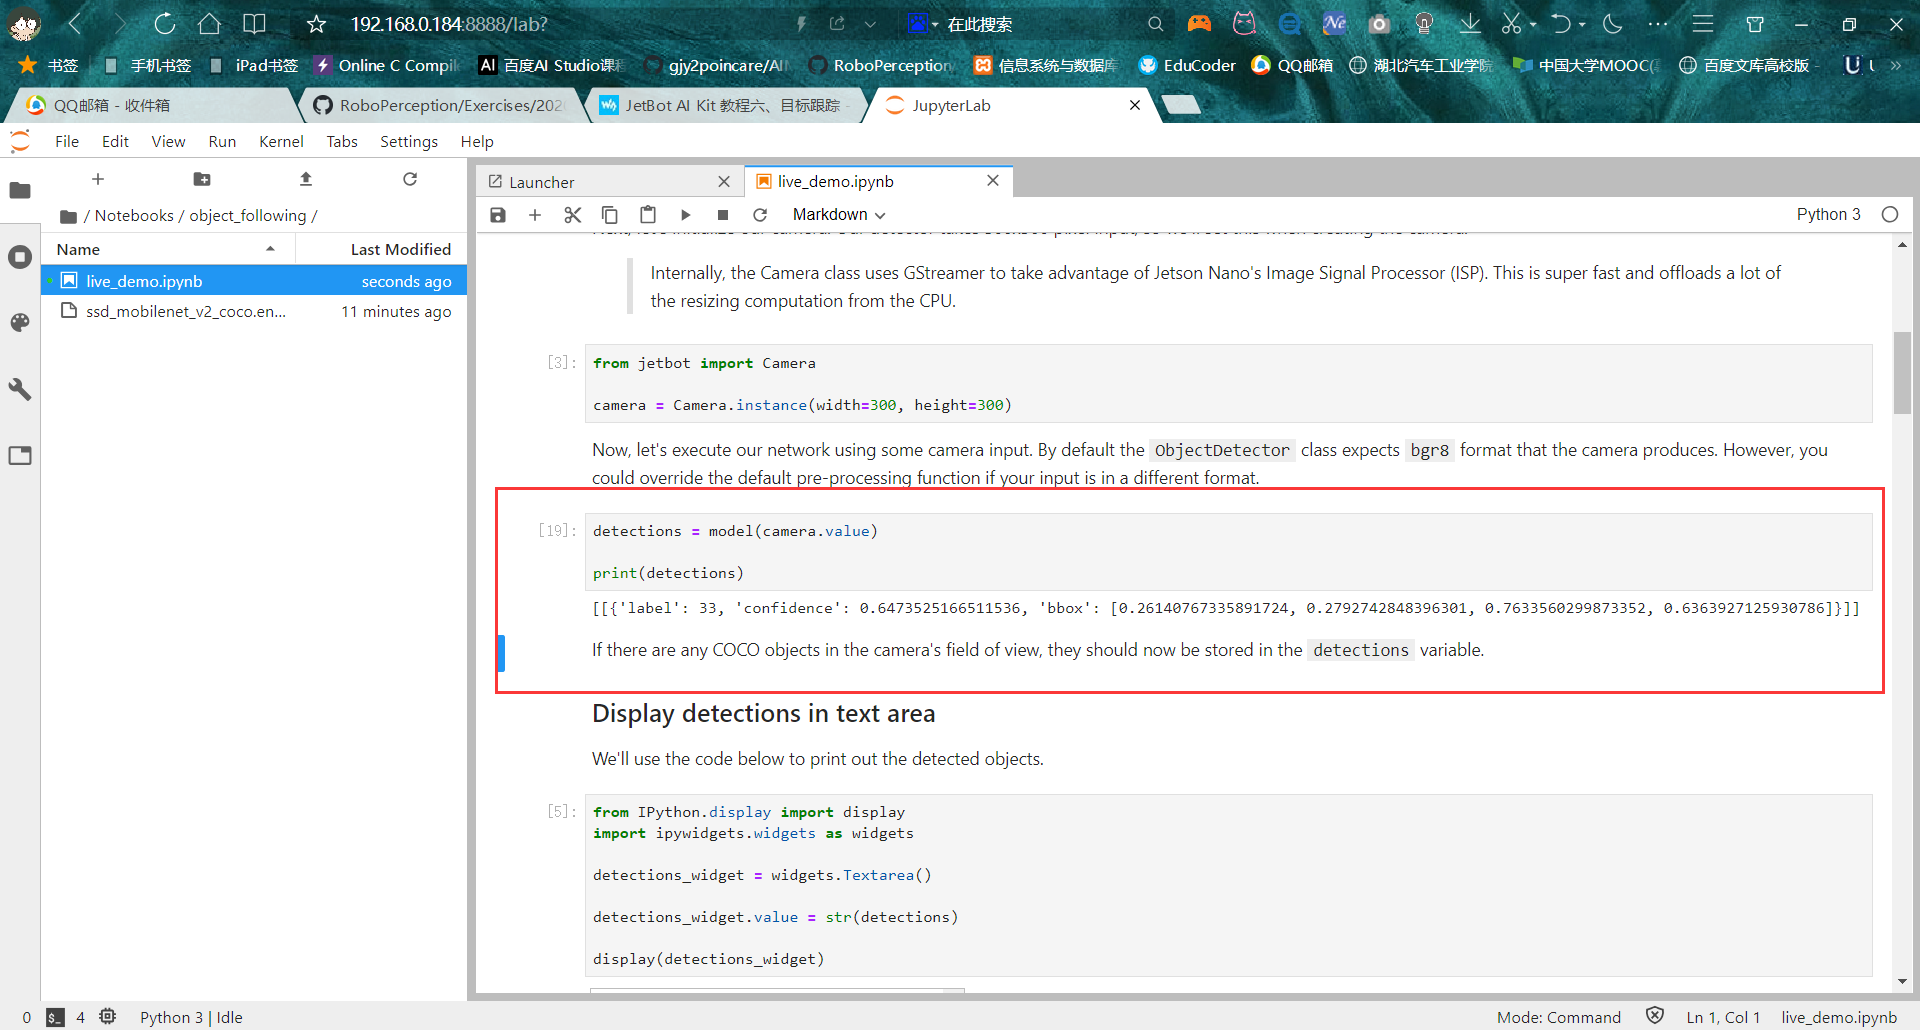 192.168.0.184:8888/lab?
在此搜索
书签
手机书签
iPad书签
Online C Compil
百度AI Studio课程
gjy2poincare/AII
RoboPerception
信息系统与数据库
EduCoder
QQ邮箱
湖北汽车工业学院
中国大学MOOC(
百度文库高校版 -
QQ邮箱 - 收件箱
RoboPerception/Exercises/202
JetBot AI Kit 教程六、目标跟踪 -
JupyterLab
File Edit View Run Kernel Tabs Settings Help
Launcher
live_demo.ipynb
Markdown
Python 3
/ Notebooks / object_following /
Name Last Modified
live_demo.ipynb seconds ago
ssd_mobilenet_v2_coco.en... 11 minutes ago
Internally, the Camera class uses GStreamer to take advantage of Jetson Nano's Image Signal Processor (ISP). This is super fast and offloads a lot of
the resizing computation from the CPU.
[3]:
from jetbot import Camera
camera = Camera.instance(width=300, height=300)
Now, let's execute our network using some camera input. By default the ObjectDetector class expects bgr8 format that the camera produces. However, you
could override the default pre-processing function if your input is in a different format.
[19]:
detections = model(camera.value)
print(detections)
[[{'label': 33, 'confidence': 0.6473525166511536, 'bbox': [0.26140767335891724, 0.2792742848396301, 0.7633560299873352, 0.6363927125930786]}]]
If there are any COCO objects in the camera's field of view, they should now be stored in the detections variable.
Display detections in text area
We'll use the code below to print out the detected objects.
[5]:
from IPython.display import display
import ipywidgets.widgets as widgets
detections_widget = widgets.Textarea()
detections_widget.value = str(detections)
display(detections_widget)
0 4 Python 3 | Idle
Mode: Command Ln 1, Col 1 live_demo.ipynb